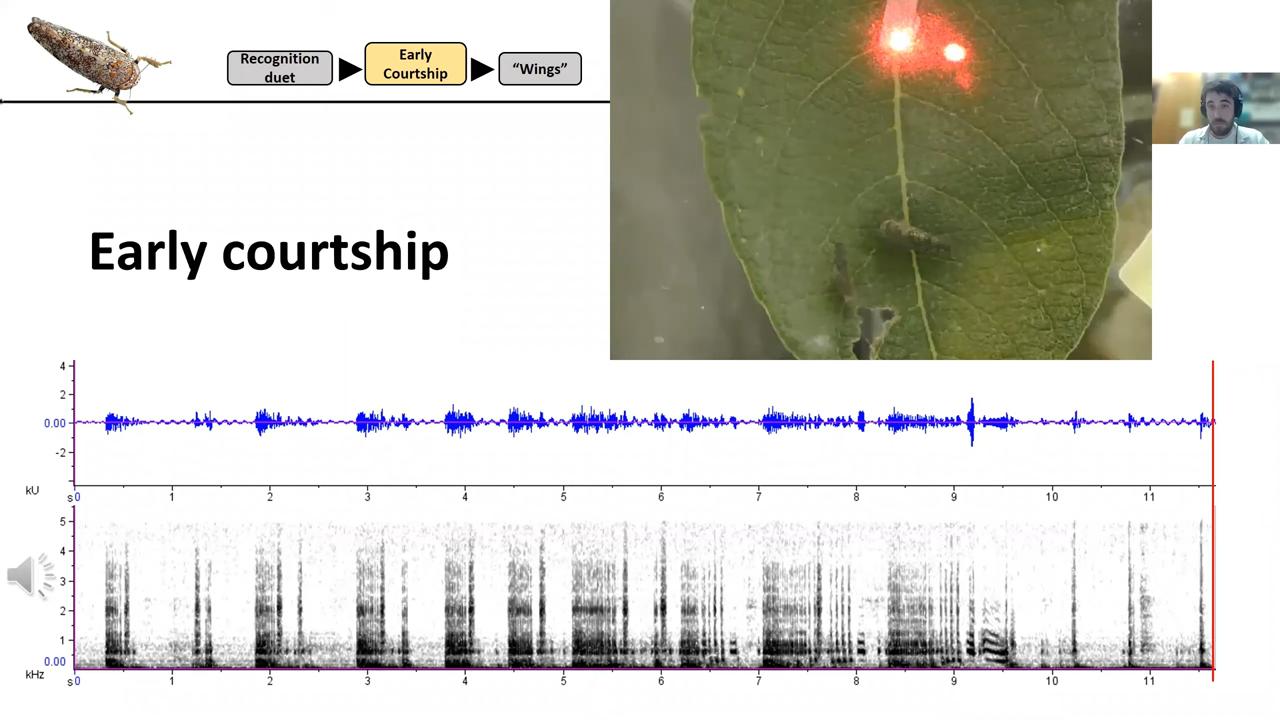 Recognition
duet
Early
Courtship
“Wings”
Early courtship
4
2
0.00
-2
kU
s0 1 2 3 4 5 6 7 8 9 10 11
5
4
3
2
1
0.00
kHz
s0 1 2 3 4 5 6 7 8 9 10 11